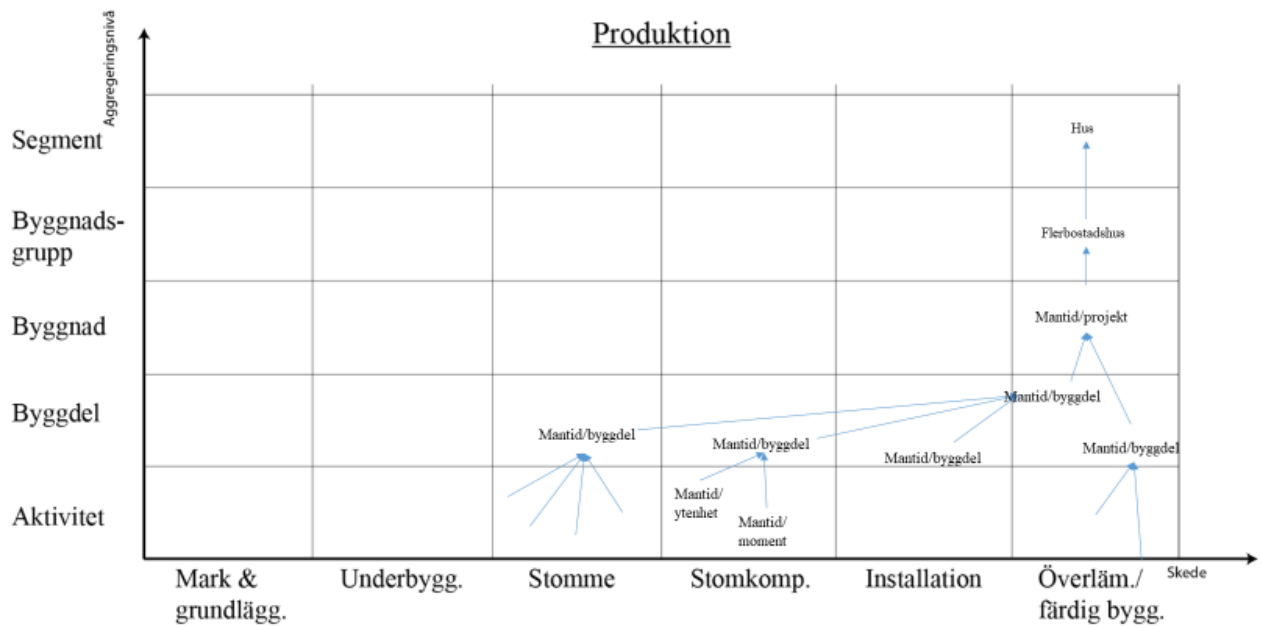 Produktion
Aggregeringsnivå
Segment
Hus
Byggnads-
grupp
Flerbostadshus
Byggnad
Mantid/projekt
Byggdel
Mantid/byggdel
Mantid/byggdel
Mantid/byggdel
Mantid/byggdel
Mantid/byggdel
Aktivitet
Mantid/
ytenhet
Mantid/
moment
Mark &
grundlägg.
Underbygg.
Stomme
Stomkomp.
Installation
Överläm./
färdig bygg.
Skede